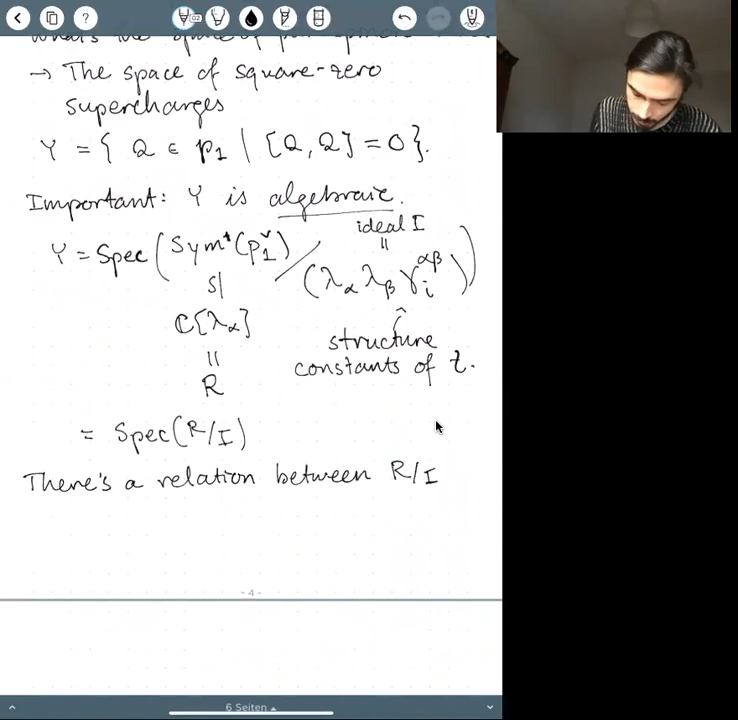 → The space of square-zero
supercharges
Y = { Q ∈ p₁ | [Q, Q] = 0 }.
Important: Y is algebraic.
ideal I
Y = Spec ( Sym•(p₁^∨) / (λ_α λ_β γ_i^{αβ}) )
S| ||
ℂ[λ_α]
structure
|| constants of t.
R
= Spec(R/I)
There's a relation between R/I
- 4 -
6 Seiten